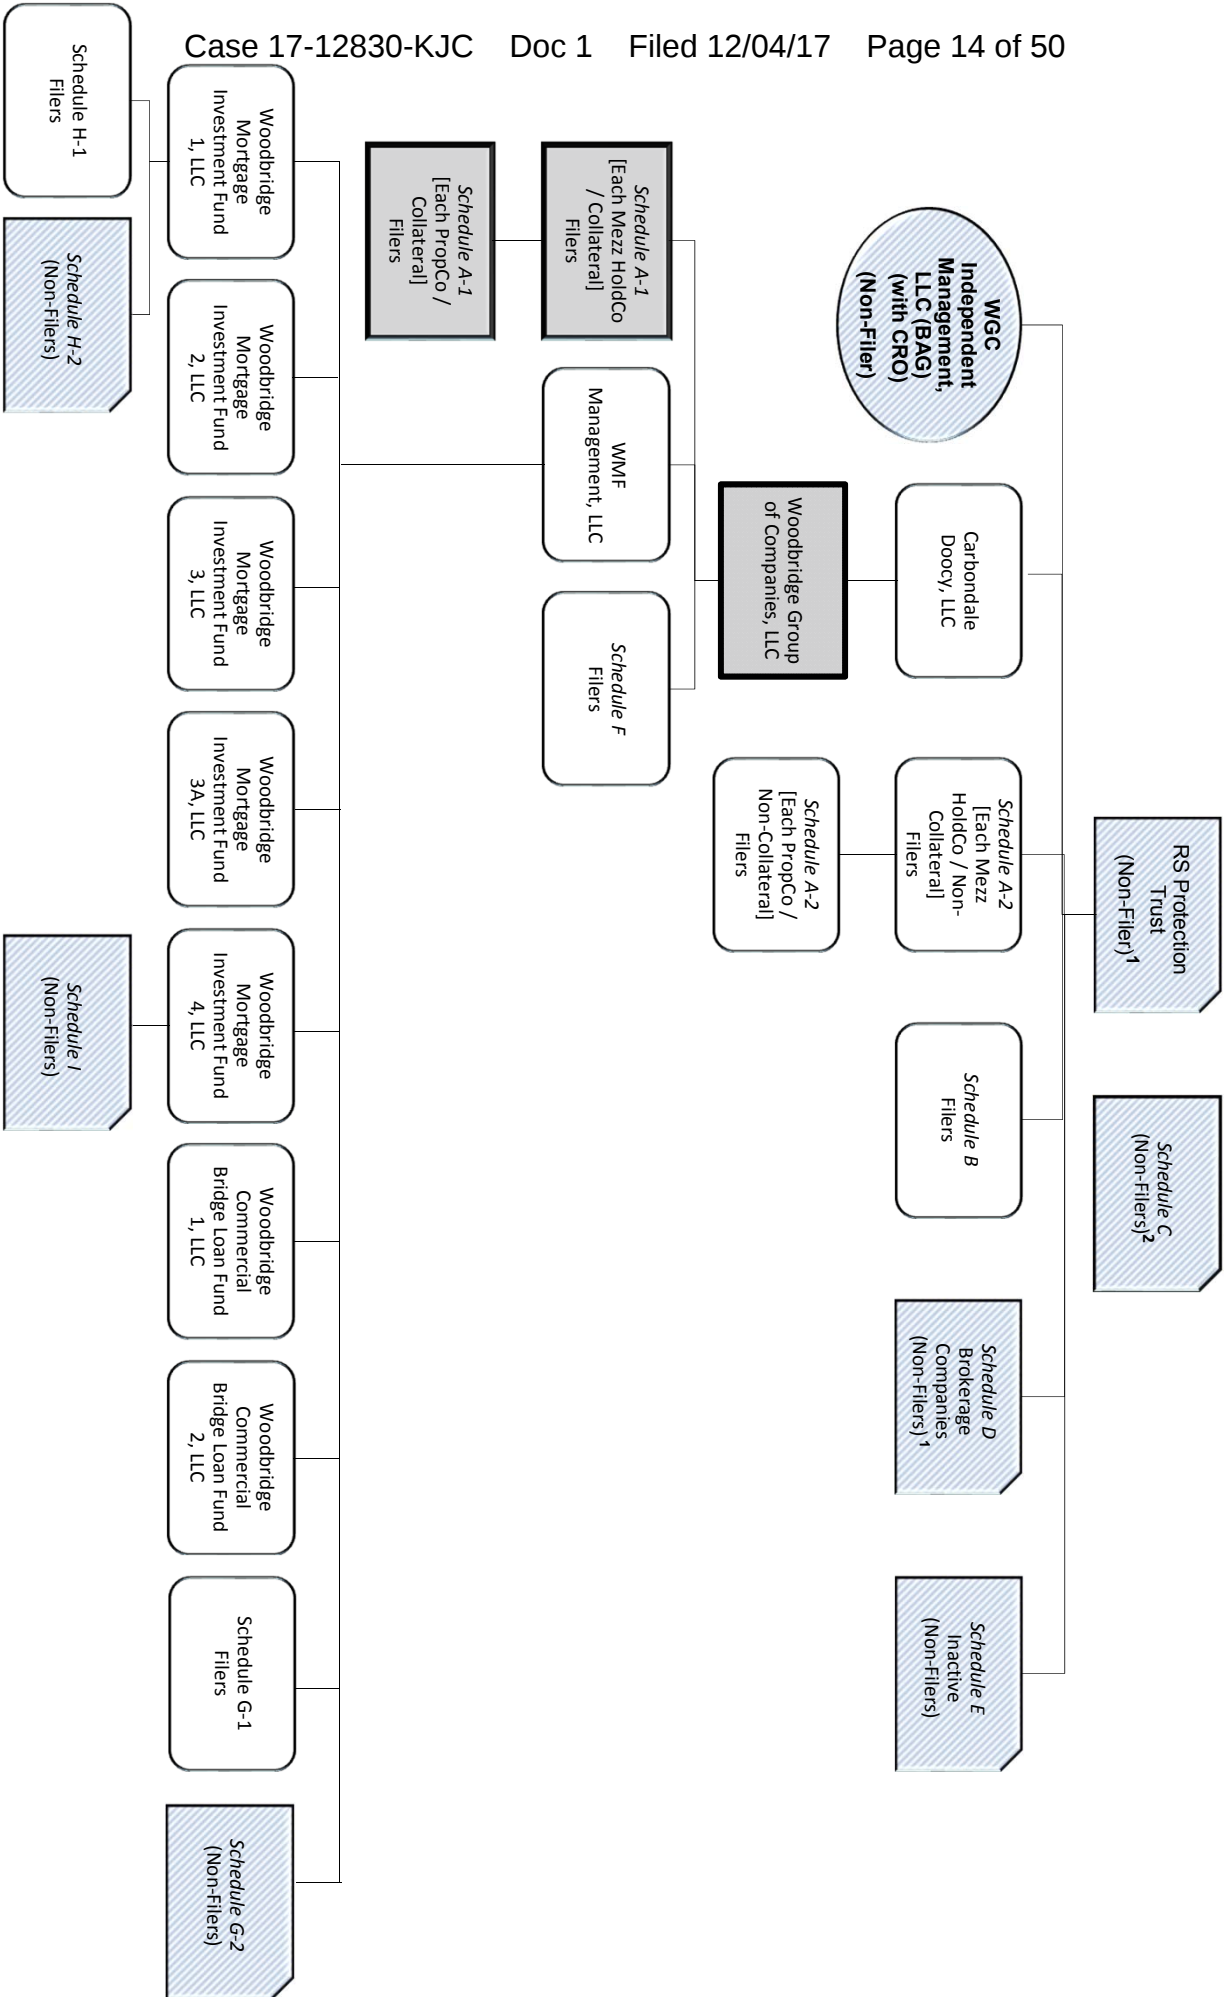 Case 17-12830-KJC Doc 1 Filed 12/04/17 Page 14 of 50
RS Protection
Trust
(Non-Filer)1
Schedule C
(Non-Filers)2
WGC
Independent
Management,
LLC (BAG)
(with CRO)
(Non-Filer)
Carbondale
Doocy, LLC
Schedule A-2
[Each Mezz
HoldCo / Non-
Collateral]
Filers
Schedule B
Filers
Schedule D
Brokerage
Companies
(Non-Filers)1
Schedule E
Inactive
(Non-Filers)
Woodbridge Group
of Companies, LLC
Schedule A-2
[Each PropCo /
Non-Collateral]
Filers
Schedule A-1
[Each Mezz HoldCo
/ Collateral]
Filers
WMF
Management, LLC
Schedule F
Filers
Schedule A-1
[Each PropCo /
Collateral]
Filers
Woodbridge
Mortgage
Investment Fund
1, LLC
Woodbridge
Mortgage
Investment Fund
2, LLC
Woodbridge
Mortgage
Investment Fund
3, LLC
Woodbridge
Mortgage
Investment Fund
3A, LLC
Woodbridge
Mortgage
Investment Fund
4, LLC
Woodbridge
Commercial
Bridge Loan Fund
1, LLC
Woodbridge
Commercial
Bridge Loan Fund
2, LLC
Schedule G-1
Filers
Schedule G-2
(Non-Filers)
Schedule H-1
Filers
Schedule H-2
(Non-Filers)
Schedule I
(Non-Filers)